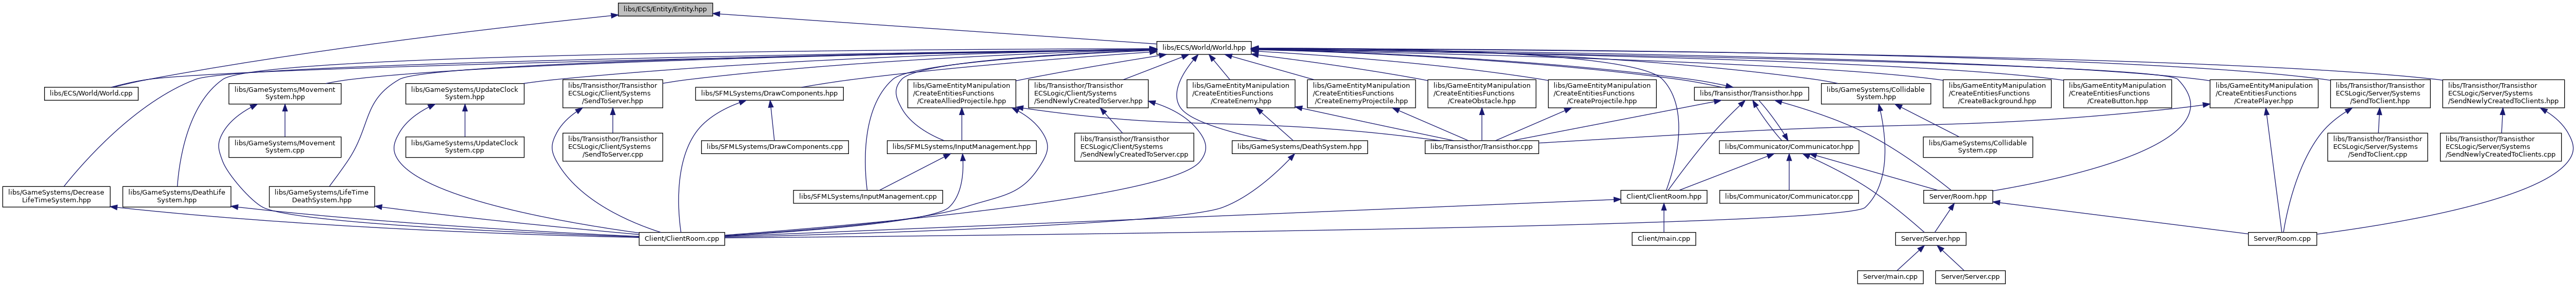 libs/ECS/Entity/Entity.hpp
libs/ECS/World/World.hpp
libs/ECS/World/World.cpp
libs/GameSystems/Movement
System.hpp
libs/GameSystems/UpdateClock
System.hpp
libs/Transisthor/Transisthor
ECSLogic/Client/Systems
/SendToServer.hpp
libs/SFMLSystems/DrawComponents.hpp
libs/GameEntityManipulation
/CreateEntitiesFunctions
/CreateAlliedProjectile.hpp
libs/Transisthor/Transisthor
ECSLogic/Client/Systems
/SendNewlyCreatedToServer.hpp
libs/GameEntityManipulation
/CreateEntitiesFunctions
/CreateEnemy.hpp
libs/GameEntityManipulation
/CreateEntitiesFunctions
/CreateEnemyProjectile.hpp
libs/GameEntityManipulation
/CreateEntitiesFunctions
/CreateObstacle.hpp
libs/GameEntityManipulation
/CreateEntitiesFunctions
/CreateProjectile.hpp
libs/Transisthor/Transisthor.hpp
libs/GameSystems/Collidable
System.hpp
libs/GameEntityManipulation
/CreateEntitiesFunctions
/CreateBackground.hpp
libs/GameEntityManipulation
/CreateEntitiesFunctions
/CreateButton.hpp
libs/GameEntityManipulation
/CreateEntitiesFunctions
/CreatePlayer.hpp
libs/Transisthor/Transisthor
ECSLogic/Server/Systems
/SendToClient.hpp
libs/Transisthor/Transisthor
ECSLogic/Server/Systems
/SendNewlyCreatedToClients.hpp
libs/GameSystems/Movement
System.cpp
libs/GameSystems/UpdateClock
System.cpp
libs/Transisthor/Transisthor
ECSLogic/Client/Systems
/SendToServer.cpp
libs/SFMLSystems/DrawComponents.cpp
libs/SFMLSystems/InputManagement.hpp
libs/Transisthor/Transisthor
ECSLogic/Client/Systems
/SendNewlyCreatedToServer.cpp
libs/GameSystems/DeathSystem.hpp
libs/Transisthor/Transisthor.cpp
libs/Communicator/Communicator.hpp
libs/GameSystems/Collidable
System.cpp
libs/Transisthor/Transisthor
ECSLogic/Server/Systems
/SendToClient.cpp
libs/Transisthor/Transisthor
ECSLogic/Server/Systems
/SendNewlyCreatedToClients.cpp
libs/GameSystems/Decrease
LifeTimeSystem.hpp
libs/GameSystems/DeathLife
System.hpp
libs/GameSystems/LifeTime
DeathSystem.hpp
libs/SFMLSystems/InputManagement.cpp
Client/ClientRoom.hpp
libs/Communicator/Communicator.cpp
Server/Room.hpp
Client/ClientRoom.cpp
Client/main.cpp
Server/Server.hpp
Server/Room.cpp
Server/main.cpp
Server/Server.cpp